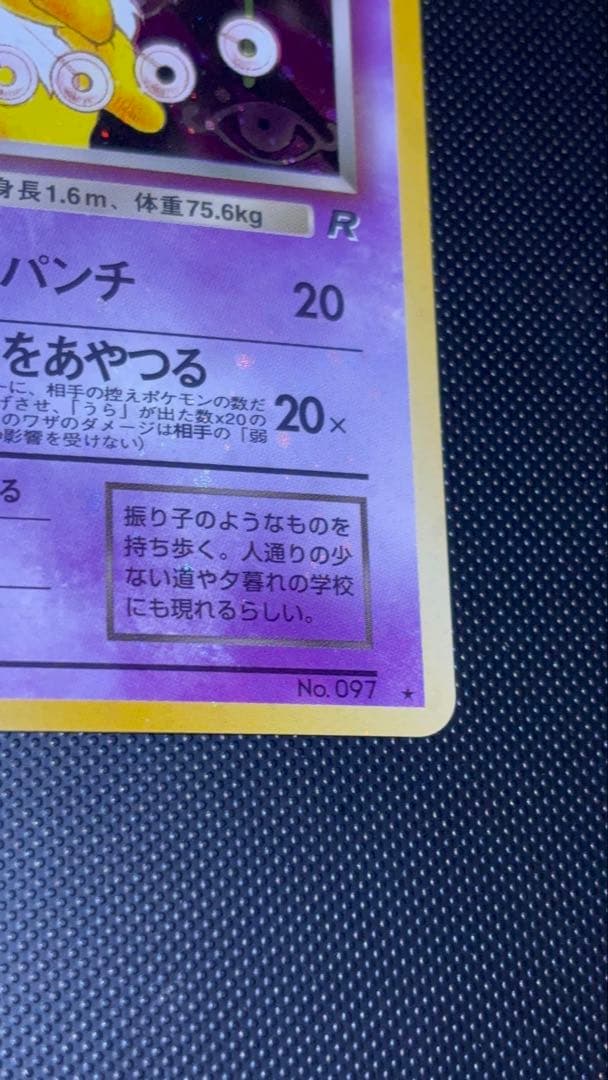 身長1.6m、体重75.6kg
R
パンチ 20
をあやつる
に、相手の控えポケモンの数だ
げさせ、「うら」が出た数x20の
のワザのダメージは相手の「弱
影響を受けない）
20×
る
振り子のようなものを
持ち歩く。人通りの少
ない道や夕暮れの学校
にも現れるらしい。
No.097 ★